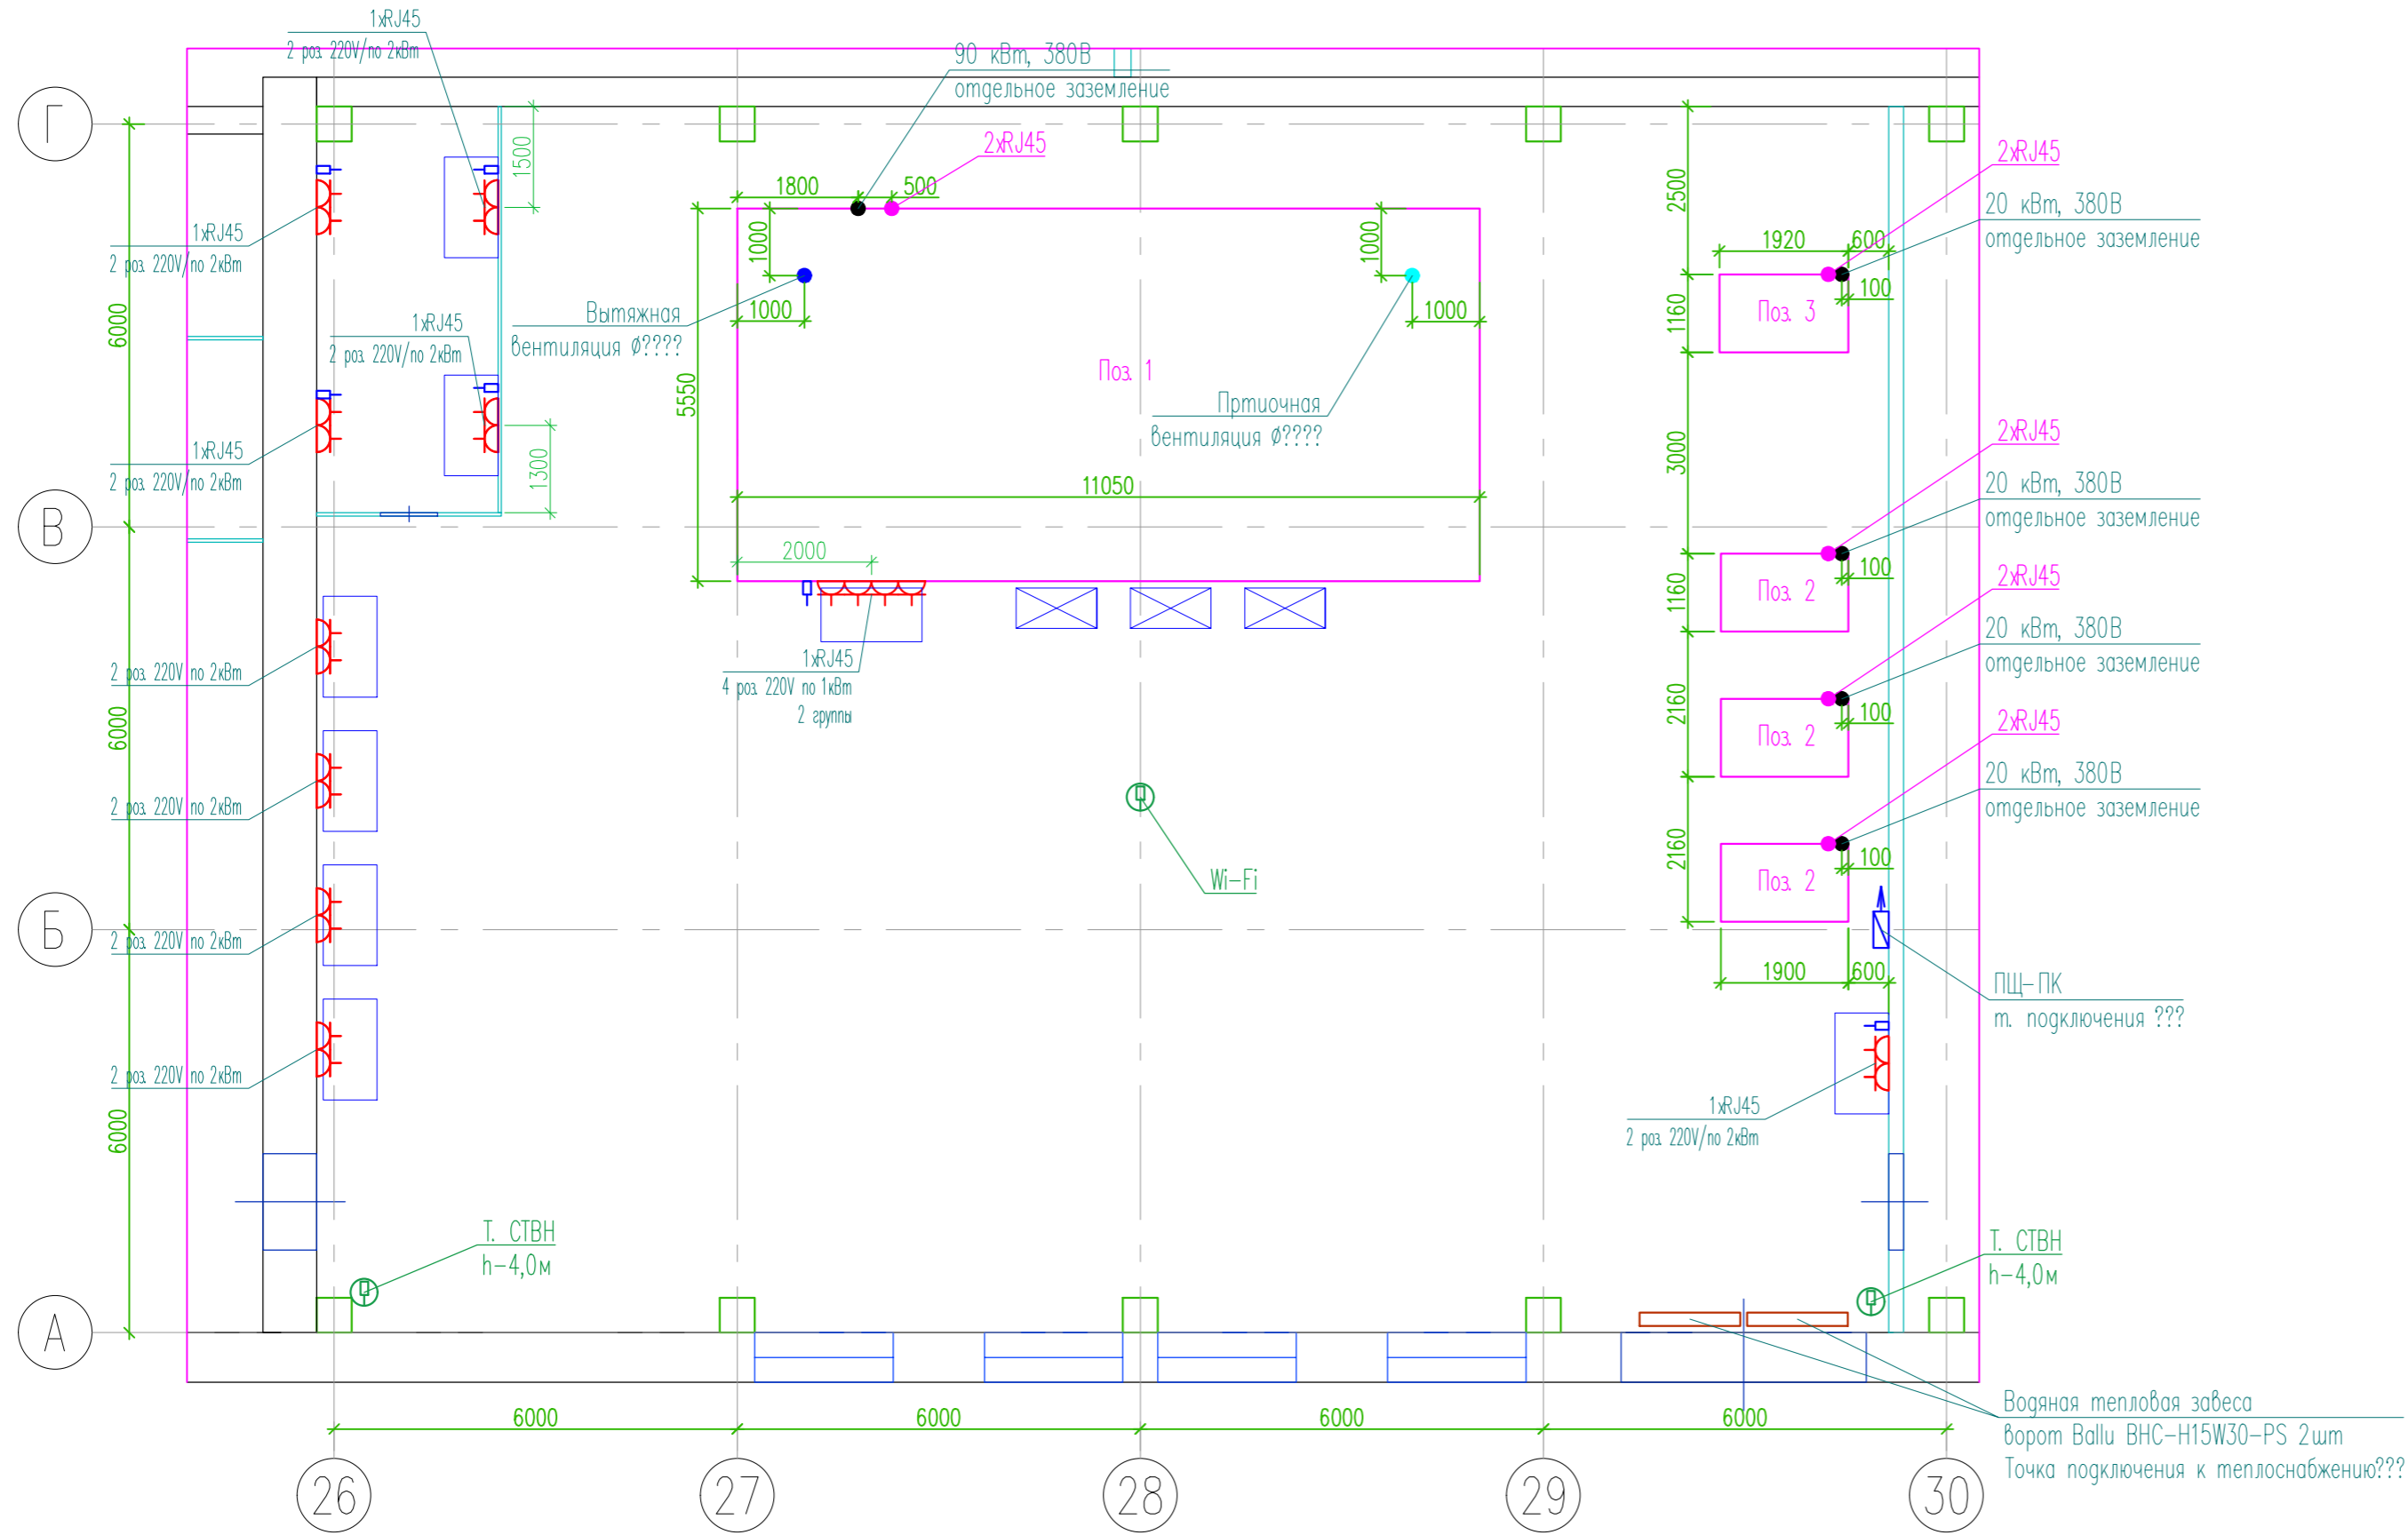 1xRJ45
2 роз. 220V/по 2кВт
90 кВт, 380В
отдельное заземление
2xRJ45
Г
1500
1800
500
2500
2xRJ45
20 кВт, 380В
отдельное заземление
1xRJ45
2 роз. 220V/по 2кВт
1000
1000
1920
600
100
Поз. 3
1160
6000
1xRJ45
2 роз. 220V/по 2кВт
Вытяжная
вентиляция Ø????
1000
1000
Поз. 1
5550
Пртиочная
вентиляция Ø????
1xRJ45
2 роз. 220V/по 2кВт
1300
3000
2xRJ45
20 кВт, 380В
отдельное заземление
11050
В
2000
100
Поз. 2
1160
2xRJ45
20 кВт, 380В
отдельное заземление
2 роз. 220V по 2кВт
1xRJ45
4 роз. 220V по 1кВт
2 группы
6000
2160
100
Поз. 2
2xRJ45
20 кВт, 380В
отдельное заземление
2 роз. 220V по 2кВт
2160
100
Поз. 2
Wi-Fi
Б
2 роз. 220V по 2кВт
1900
600
ПЩ-ПК
т. подключения ???
2 роз. 220V по 2кВт
6000
1xRJ45
2 роз. 220V/по 2кВт
Т. СТВН
h-4,0м
Т. СТВН
h-4,0м
А
Водяная тепловая завеса
ворот Ballu BHC-H15W30-PS 2шт
Точка подключения к теплоснабжению???
6000
6000
6000
6000
26
27
28
29
30